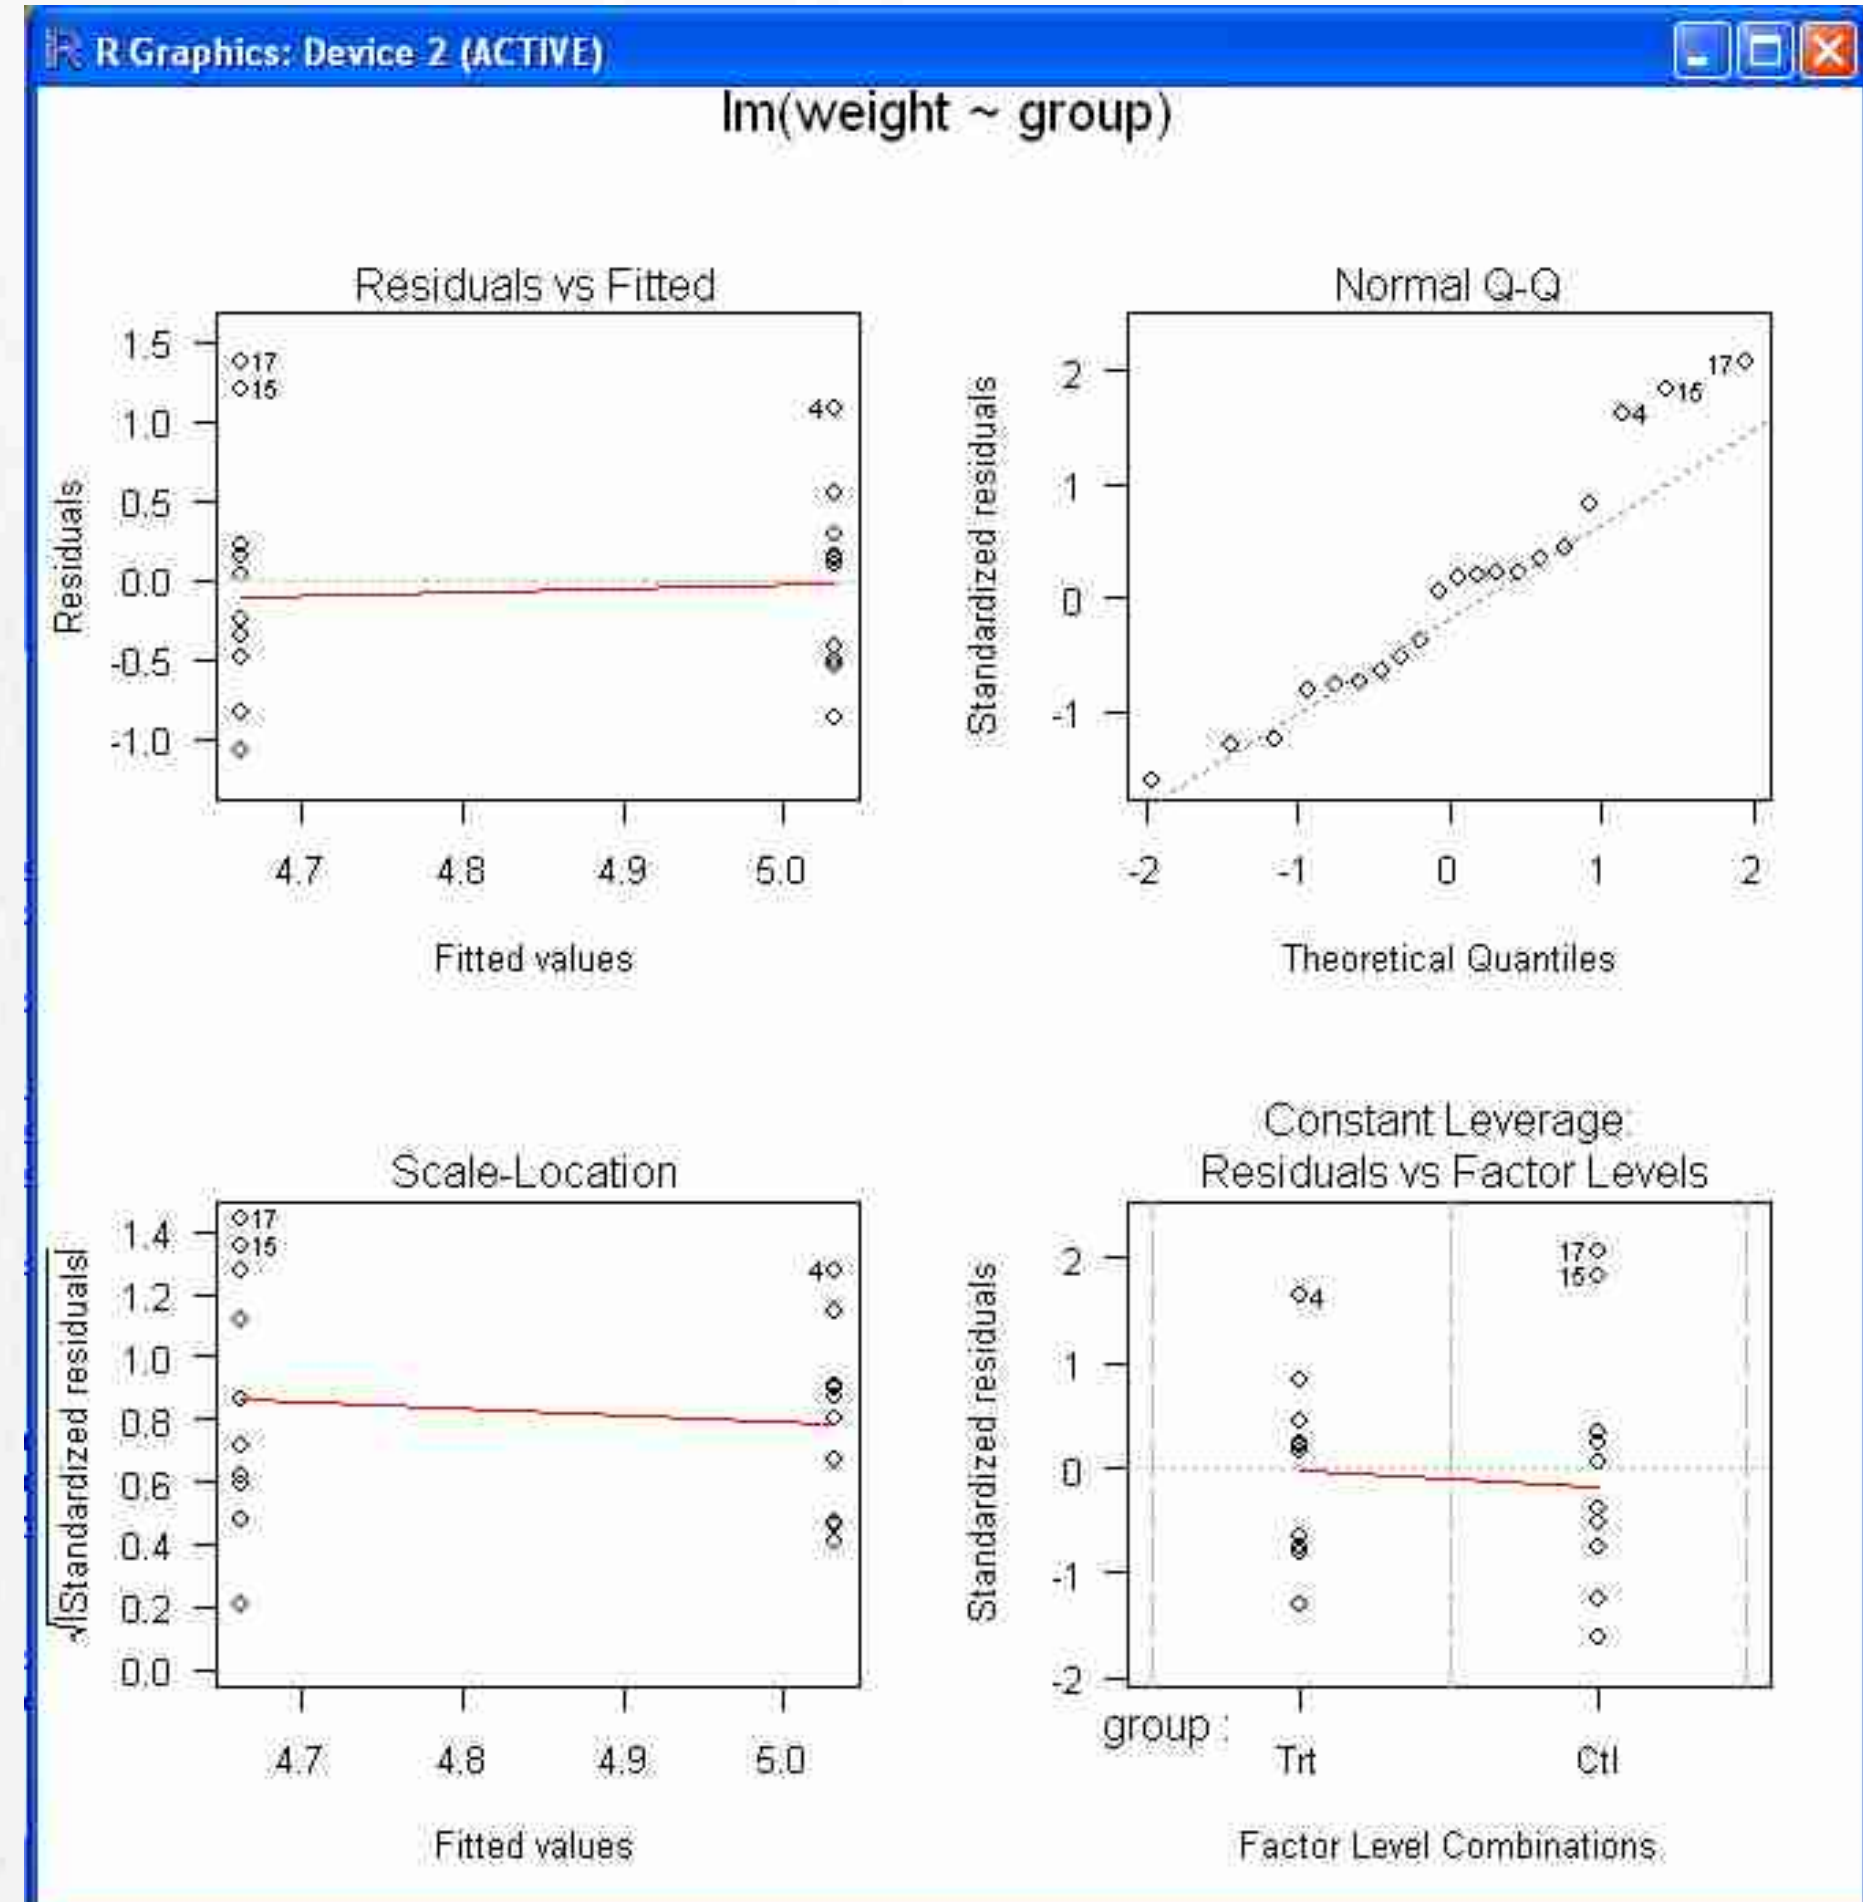 R Graphics: Device 2 (ACTIVE)
lm(weight ~ group)
Residuals vs Fitted
Residuals
1.5
1.0
0.5
0.0
-0.5
-1.0
17
15
4
4.7 4.8 4.9 5.0
Fitted values
Normal Q-Q
Standardized residuals
2
1
0
-1
17
15
4
-2 -1 0 1 2
Theoretical Quantiles
Scale-Location
√|Standardized residuals|
1.4
1.2
1.0
0.8
0.6
0.4
0.2
0.0
17
15
4
4.7 4.8 4.9 5.0
Fitted values
Constant Leverage:
Residuals vs Factor Levels
Standardized residuals
2
1
0
-1
-2
17
15
4
group :
Trt Ctl
Factor Level Combinations